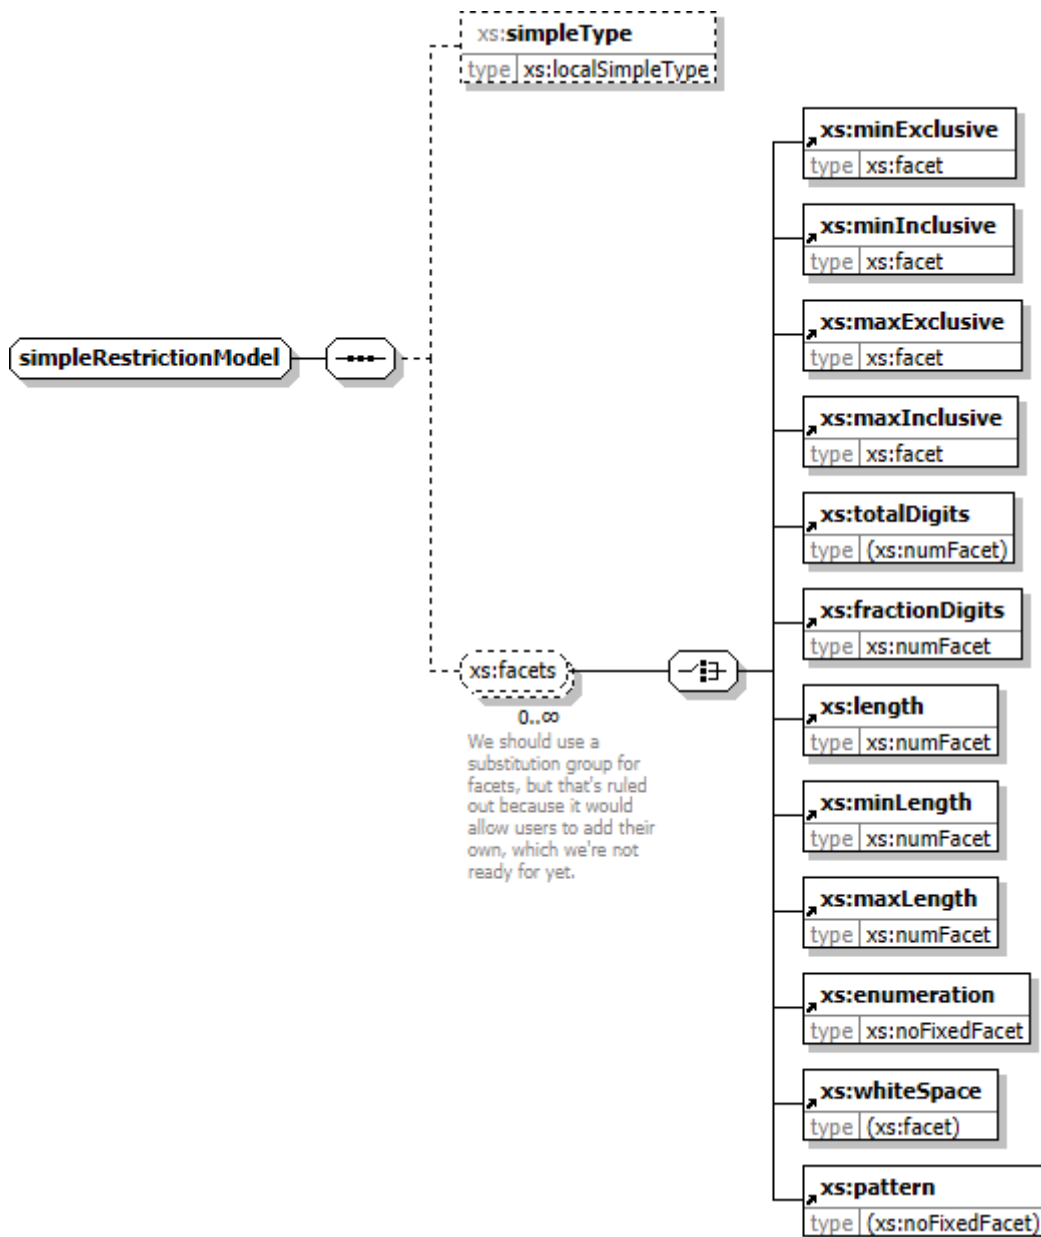 xs:simpleType
type xs:localSimpleType
xs:minExclusive
type xs:facet
xs:minInclusive
type xs:facet
xs:maxExclusive
type xs:facet
simpleRestrictionModel
xs:maxInclusive
type xs:facet
xs:totalDigits
type (xs:numFacet)
xs:fractionDigits
type xs:numFacet
xs:facets
0..∞
We should use a
substitution group for
facets, but that's ruled
out because it would
allow users to add their
own, which we're not
ready for yet.
xs:length
type xs:numFacet
xs:minLength
type xs:numFacet
xs:maxLength
type xs:numFacet
xs:enumeration
type xs:noFixedFacet
xs:whiteSpace
type (xs:facet)
xs:pattern
type (xs:noFixedFacet)